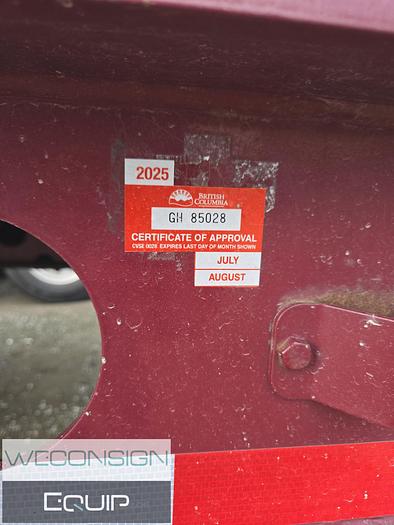 2025
BRITISH
COLUMBIA
GH 85028
CERTIFICATE OF APPROVAL
CVSE 0028 EXPIRES LAST DAY OF MONTH SHOWN
JULY
AUGUST
WECONSIGN
EQUIP